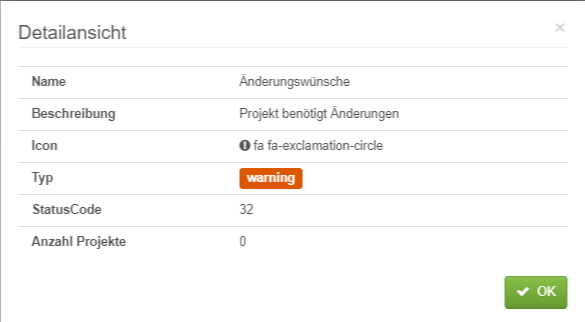 Detailansicht
×
Name Änderungswünsche
Beschreibung Projekt benötigt Änderungen
Icon fa fa-exclamation-circle
Typ warning
StatusCode 32
Anzahl Projekte 0
OK